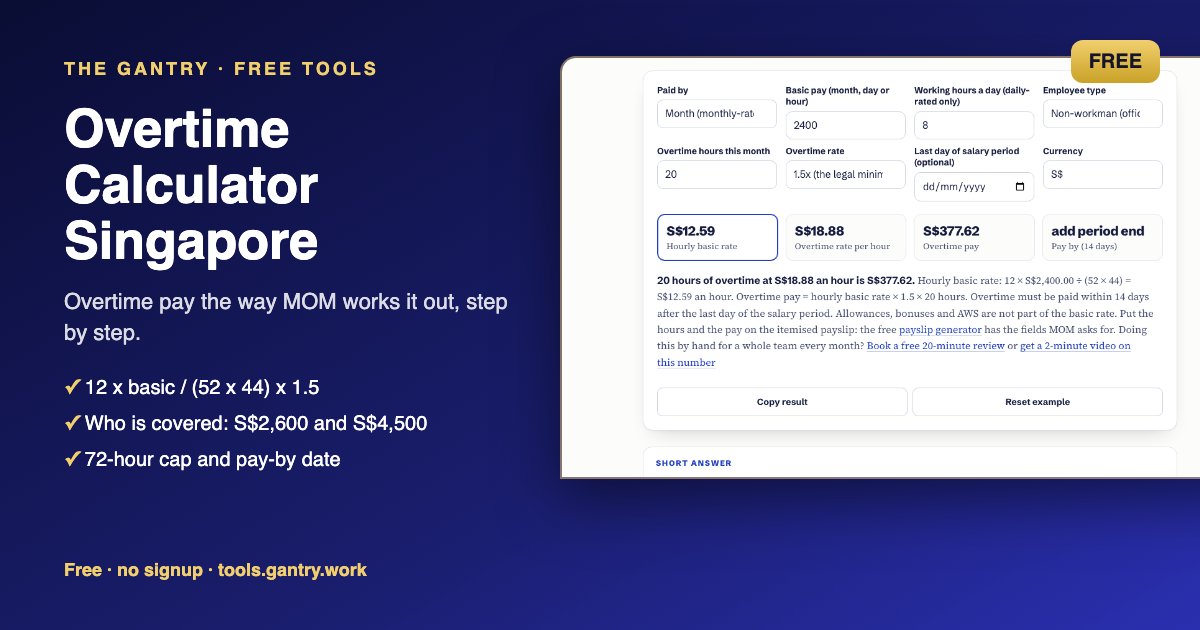 THE GANTRY · FREE TOOLS
Overtime
Calculator
Singapore
Overtime pay the way MOM works it out, step
by step.
✓ 12 x basic / (52 x 44) x 1.5
✓ Who is covered: S$2,600 and S$4,500
✓ 72-hour cap and pay-by date
Free · no signup · tools.gantry.work
FREE
Paid by
Month (monthly-rat
Basic pay (month, day or
hour)
2400
Working hours a day (daily-
rated only)
8
Employee type
Non-workman (offic
Overtime hours this month
20
Overtime rate
1.5x (the legal minim
Last day of salary period
(optional)
dd/mm/yyyy
Currency
S$
S$12.59
Hourly basic rate
S$18.88
Overtime rate per hour
S$377.62
Overtime pay
add period end
Pay by (14 days)
20 hours of overtime at S$18.88 an hour is S$377.62. Hourly basic rate: 12 × S$2,400.00 ÷ (52 × 44) =
S$12.59 an hour. Overtime pay = hourly basic rate × 1.5 × 20 hours. Overtime must be paid within 14 days
after the last day of the salary period. Allowances, bonuses and AWS are not part of the basic rate. Put the
hours and the pay on the itemised payslip: the free payslip generator has the fields MOM asks for. Doing
this by hand for a whole team every month? Book a free 20-minute review or get a 2-minute video on
this number
Copy result
Reset example
SHORT ANSWER